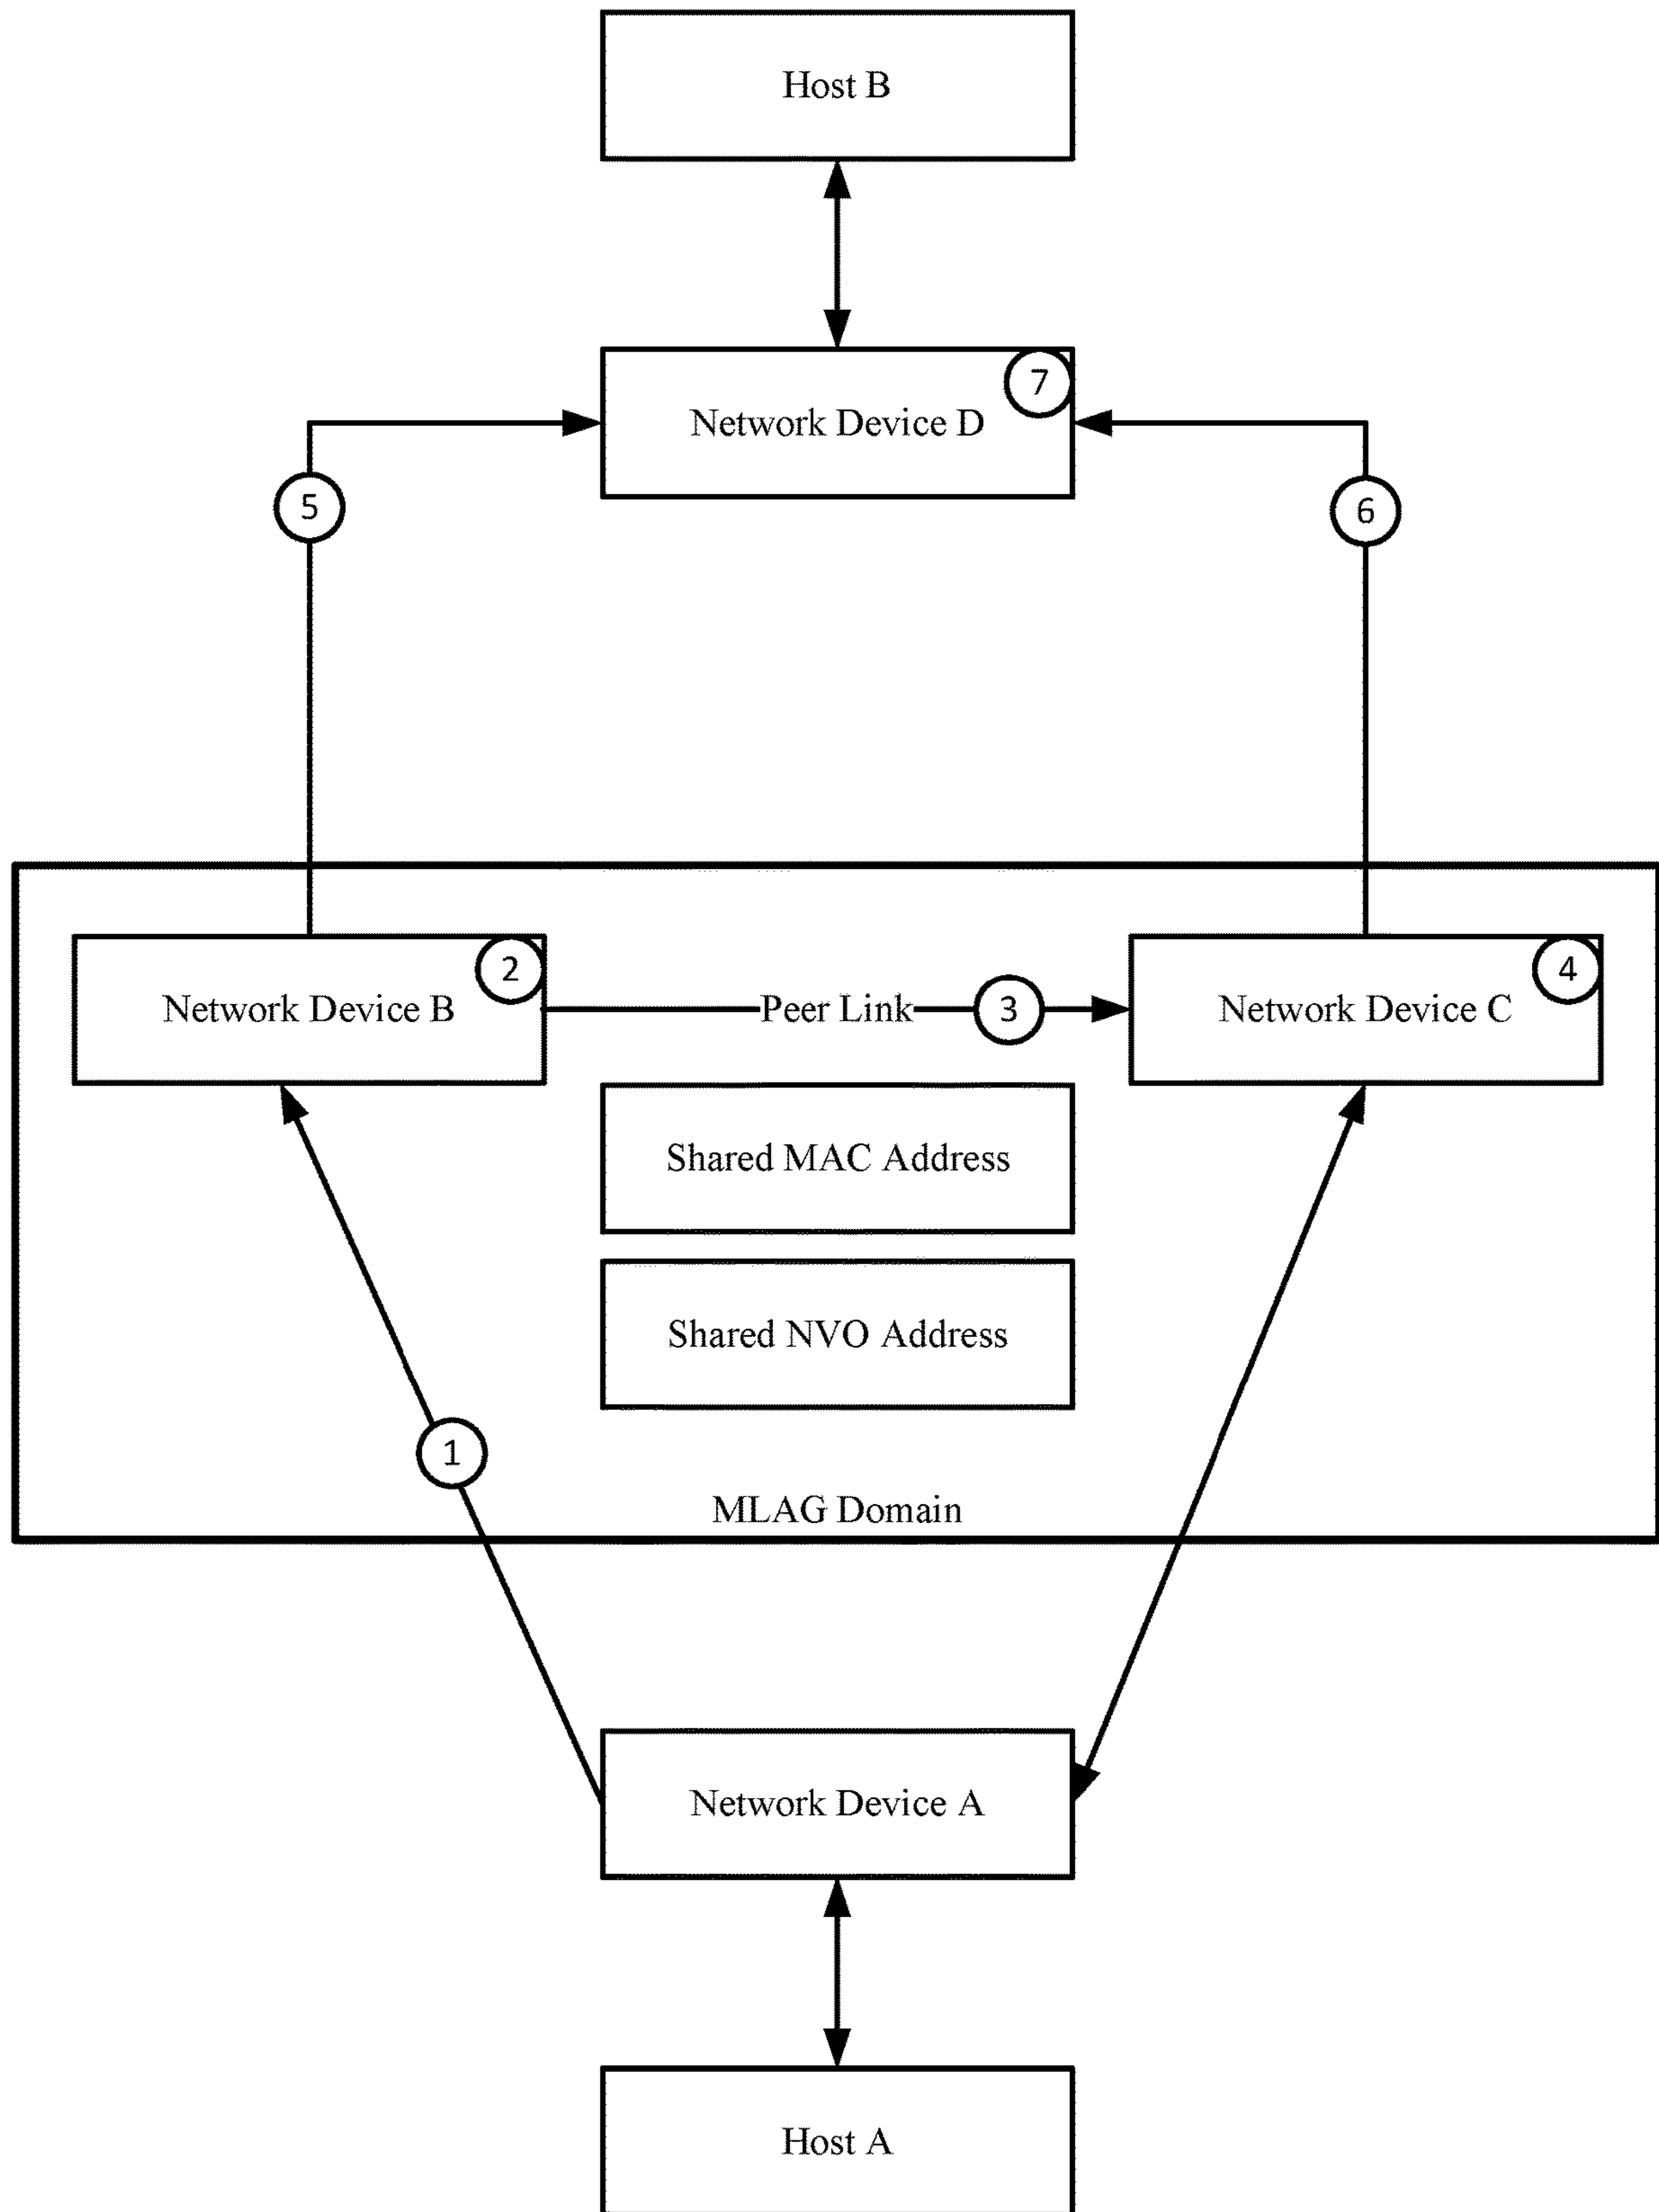 Host B
7
Network Device D
5
6
2
4
Network Device B
Peer Link
3
Network Device C
Shared MAC Address
Shared NVO Address
1
MLAG Domain
Network Device A
Host A